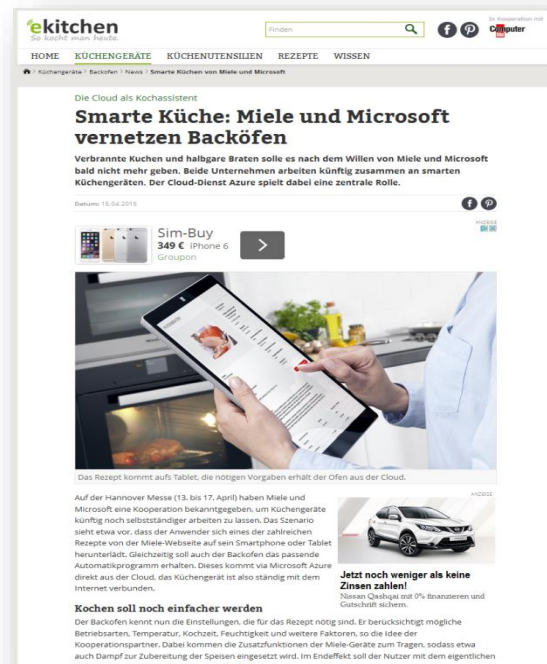 ekitchen
So kocht man heute.
Finden
In Kooperation mit
Computer
HOME KÜCHENGERÄTE KÜCHENUTENSILIEN REZEPTE WISSEN
Küchengeräte > Backofen > News > Smarte Küchen von Miele und Microsoft
Die Cloud als Kochassistent
Smarte Küche: Miele und Microsoft
vernetzen Backöfen
Verbrannte Kuchen und halbgare Braten solle es nach dem Willen von Miele und Microsoft
bald nicht mehr geben. Beide Unternehmen arbeiten künftig zusammen an smarten
Küchengeräten. Der Cloud-Dienst Azure spielt dabei eine zentrale Rolle.
Datum: 15.04.2015
ANZEIGE
Sim-Buy
349 € iPhone 6
Groupon
Das Rezept kommt aufs Tablet, die nötigen Vorgaben erhält der Ofen aus der Cloud.
Auf der Hannover Messe (13. bis 17. April) haben Miele und
Microsoft eine Kooperation bekanntgegeben, um Küchengeräte
künftig noch selbstständiger arbeiten zu lassen. Das Szenario
sieht etwa vor, dass der Anwender sich eines der zahlreichen
Rezepte von der Miele-Webseite auf sein Smartphone oder Tablet
herunterlädt. Gleichzeitig soll auch der Backofen das passende
Automatikprogramm erhalten. Dieses kommt via Microsoft Azure
direkt aus der Cloud, das Küchengerät ist also ständig mit dem
Internet verbunden.
ANZEIGE
Jetzt noch weniger als keine
Zinsen zahlen!
Nissan Qashqai mit 0% finanzieren und
Gutschrift sichern.
Kochen soll noch einfacher werden
Der Backofen kennt nun die Einstellungen, die für das Rezept nötig sind. Er berücksichtigt mögliche
Betriebsarten, Temperatur, Kochzeit, Feuchtigkeit und weitere Faktoren, so die Idee der
Kooperationspartner. Dabei kommen die Zusatzfunktionen der Miele-Geräte zum Tragen, sodass etwa
auch Dampf zur Zubereitung der Speisen eingesetzt wird. Im Endeffekt soll der Nutzer mit dem eigentlichen